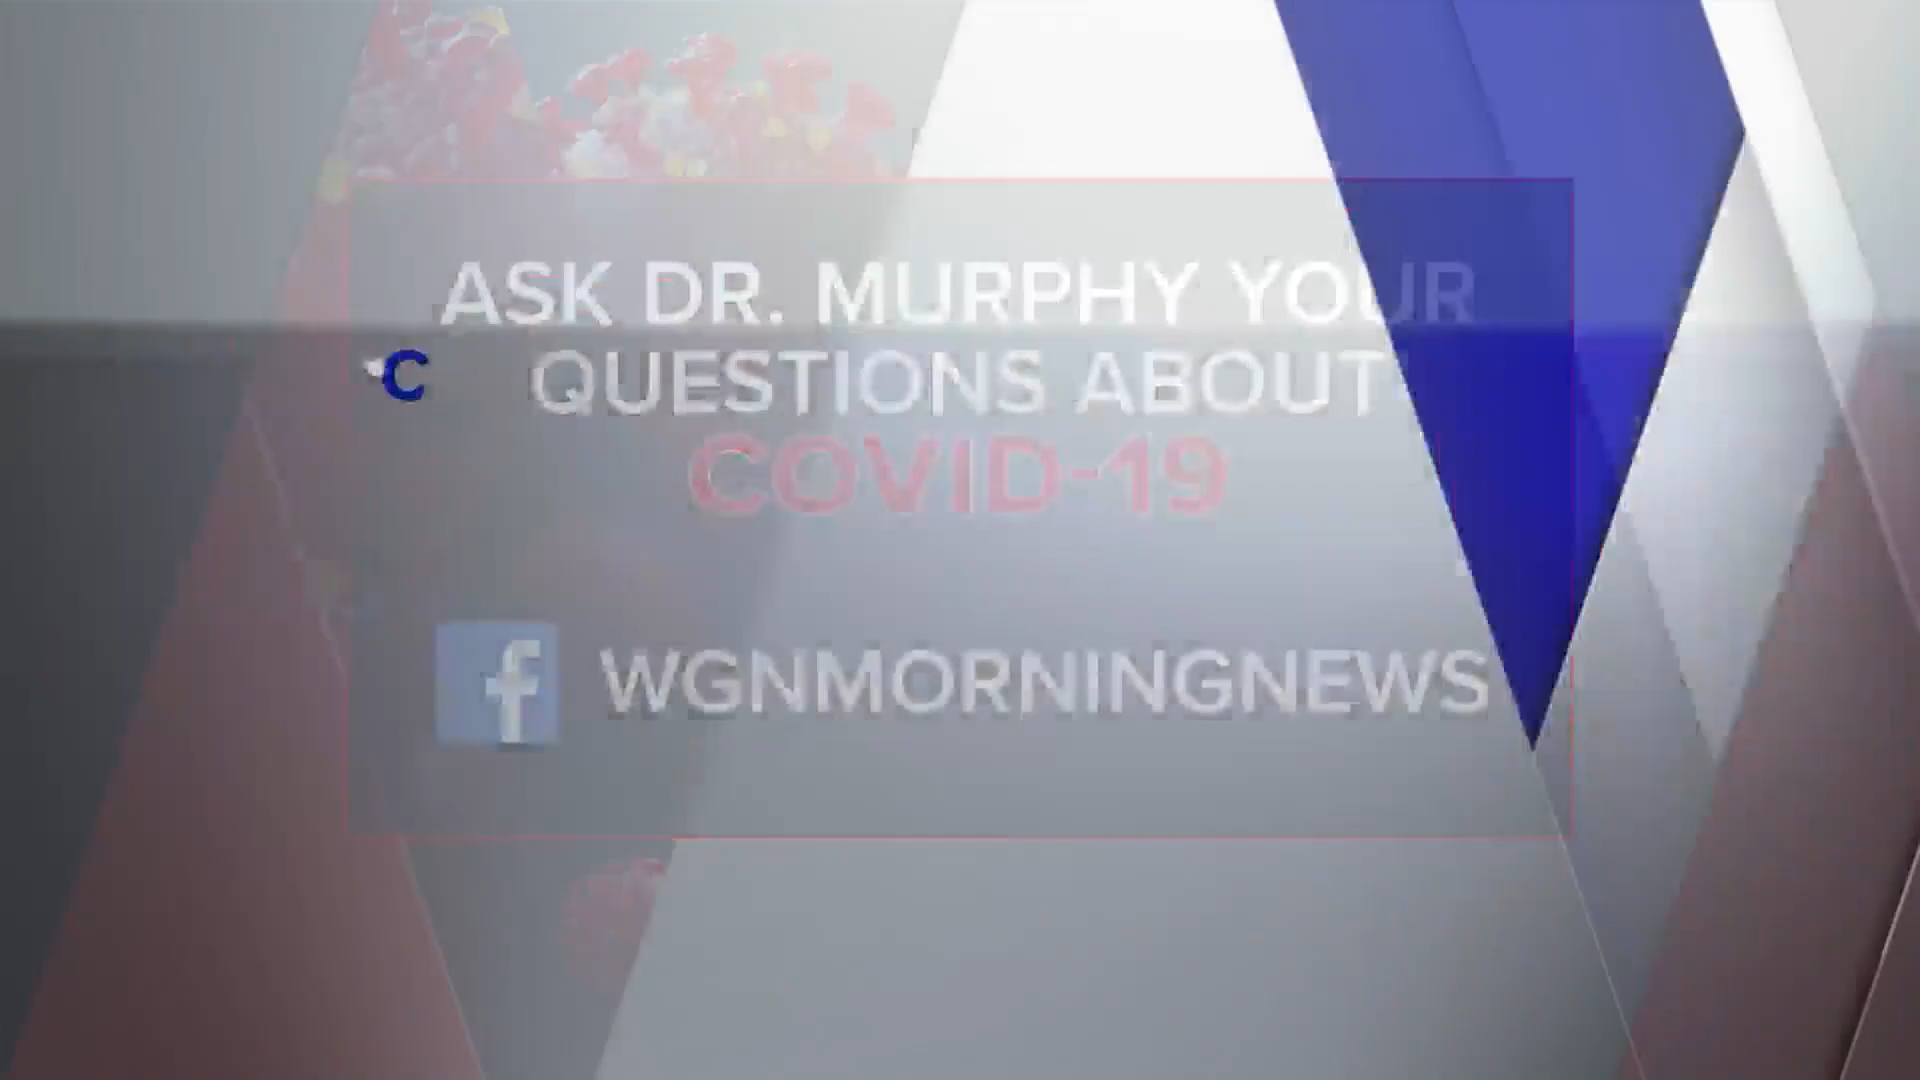 ASK DR. MURPHY YOUR
QUESTIONS ABOUT
COVID-19
C
f WGNMORNINGNEWS